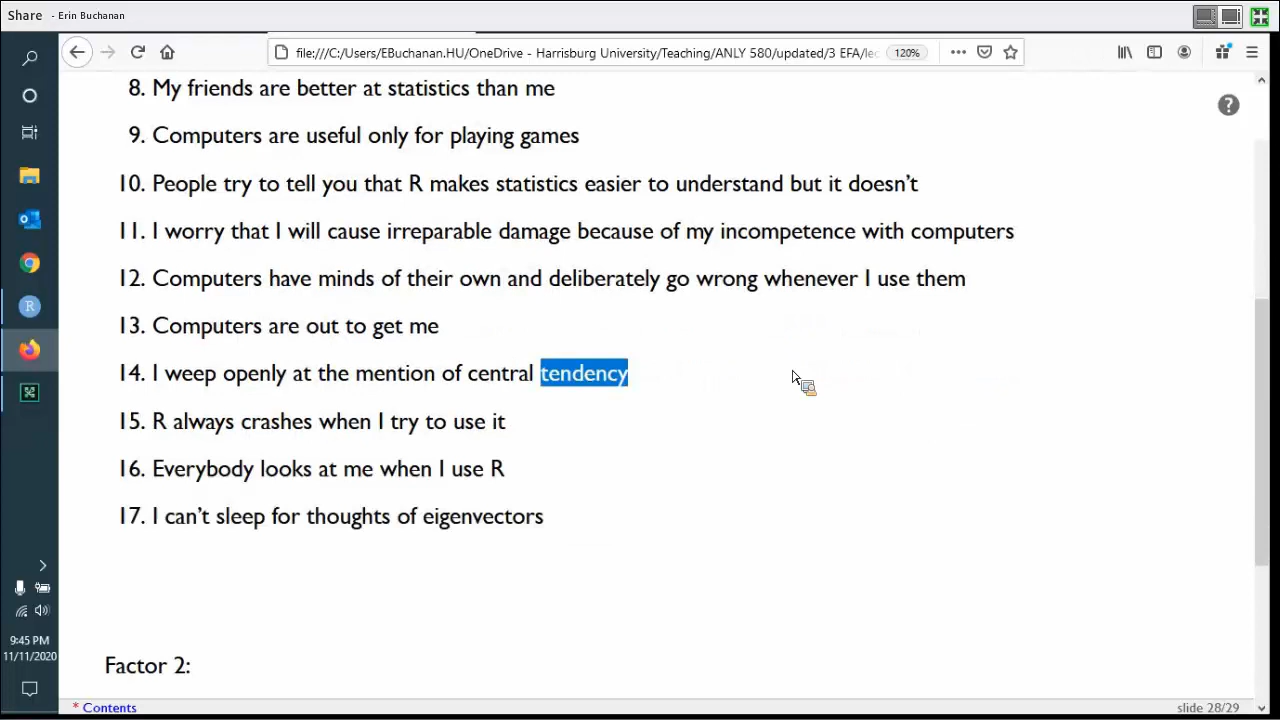 Share - Erin Buchanan
file:///C:/Users/EBuchanan.HU/OneDrive - Harrisburg University/Teaching/ANLY 580/updated/3 EFA/lec
120%
8. My friends are better at statistics than me
9. Computers are useful only for playing games
10. People try to tell you that R makes statistics easier to understand but it doesn't
11. I worry that I will cause irreparable damage because of my incompetence with computers
12. Computers have minds of their own and deliberately go wrong whenever I use them
13. Computers are out to get me
14. I weep openly at the mention of central tendency
15. R always crashes when I try to use it
16. Everybody looks at me when I use R
17. I can't sleep for thoughts of eigenvectors
Factor 2:
9:45 PM
11/11/2020
* Contents
slide 28/29